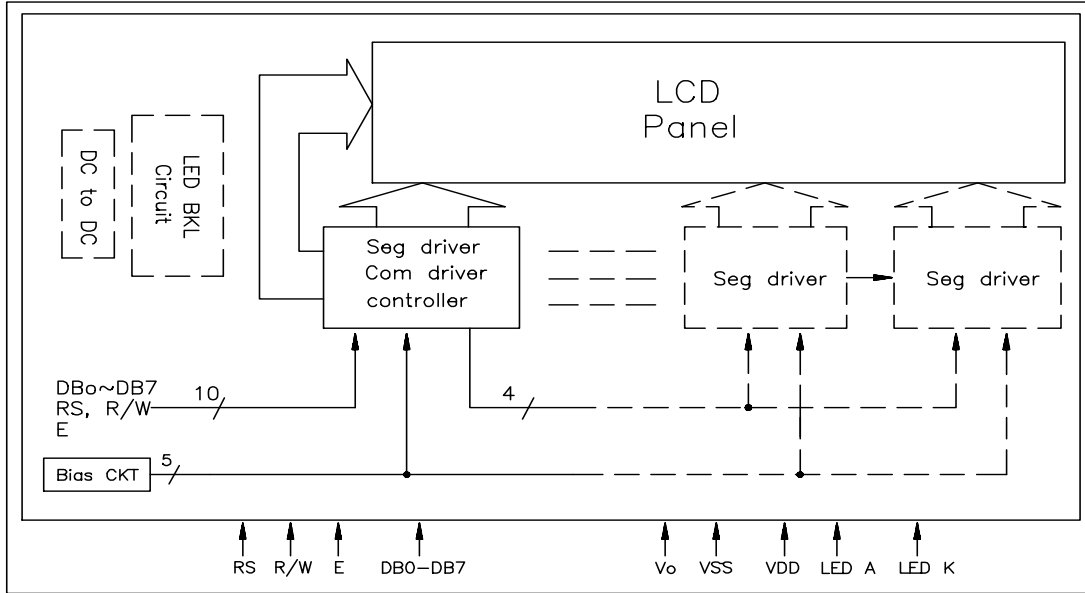 LCD
Panel
DC to DC
LED BKL
Circuit
Seg driver
Com driver
controller
Seg driver
Seg driver
DBo~DB7
RS, R/W
E
10
4
Bias CKT
5
RS
R/W
E
DB0-DB7
Vo
VSS
VDD
LED A
LED K